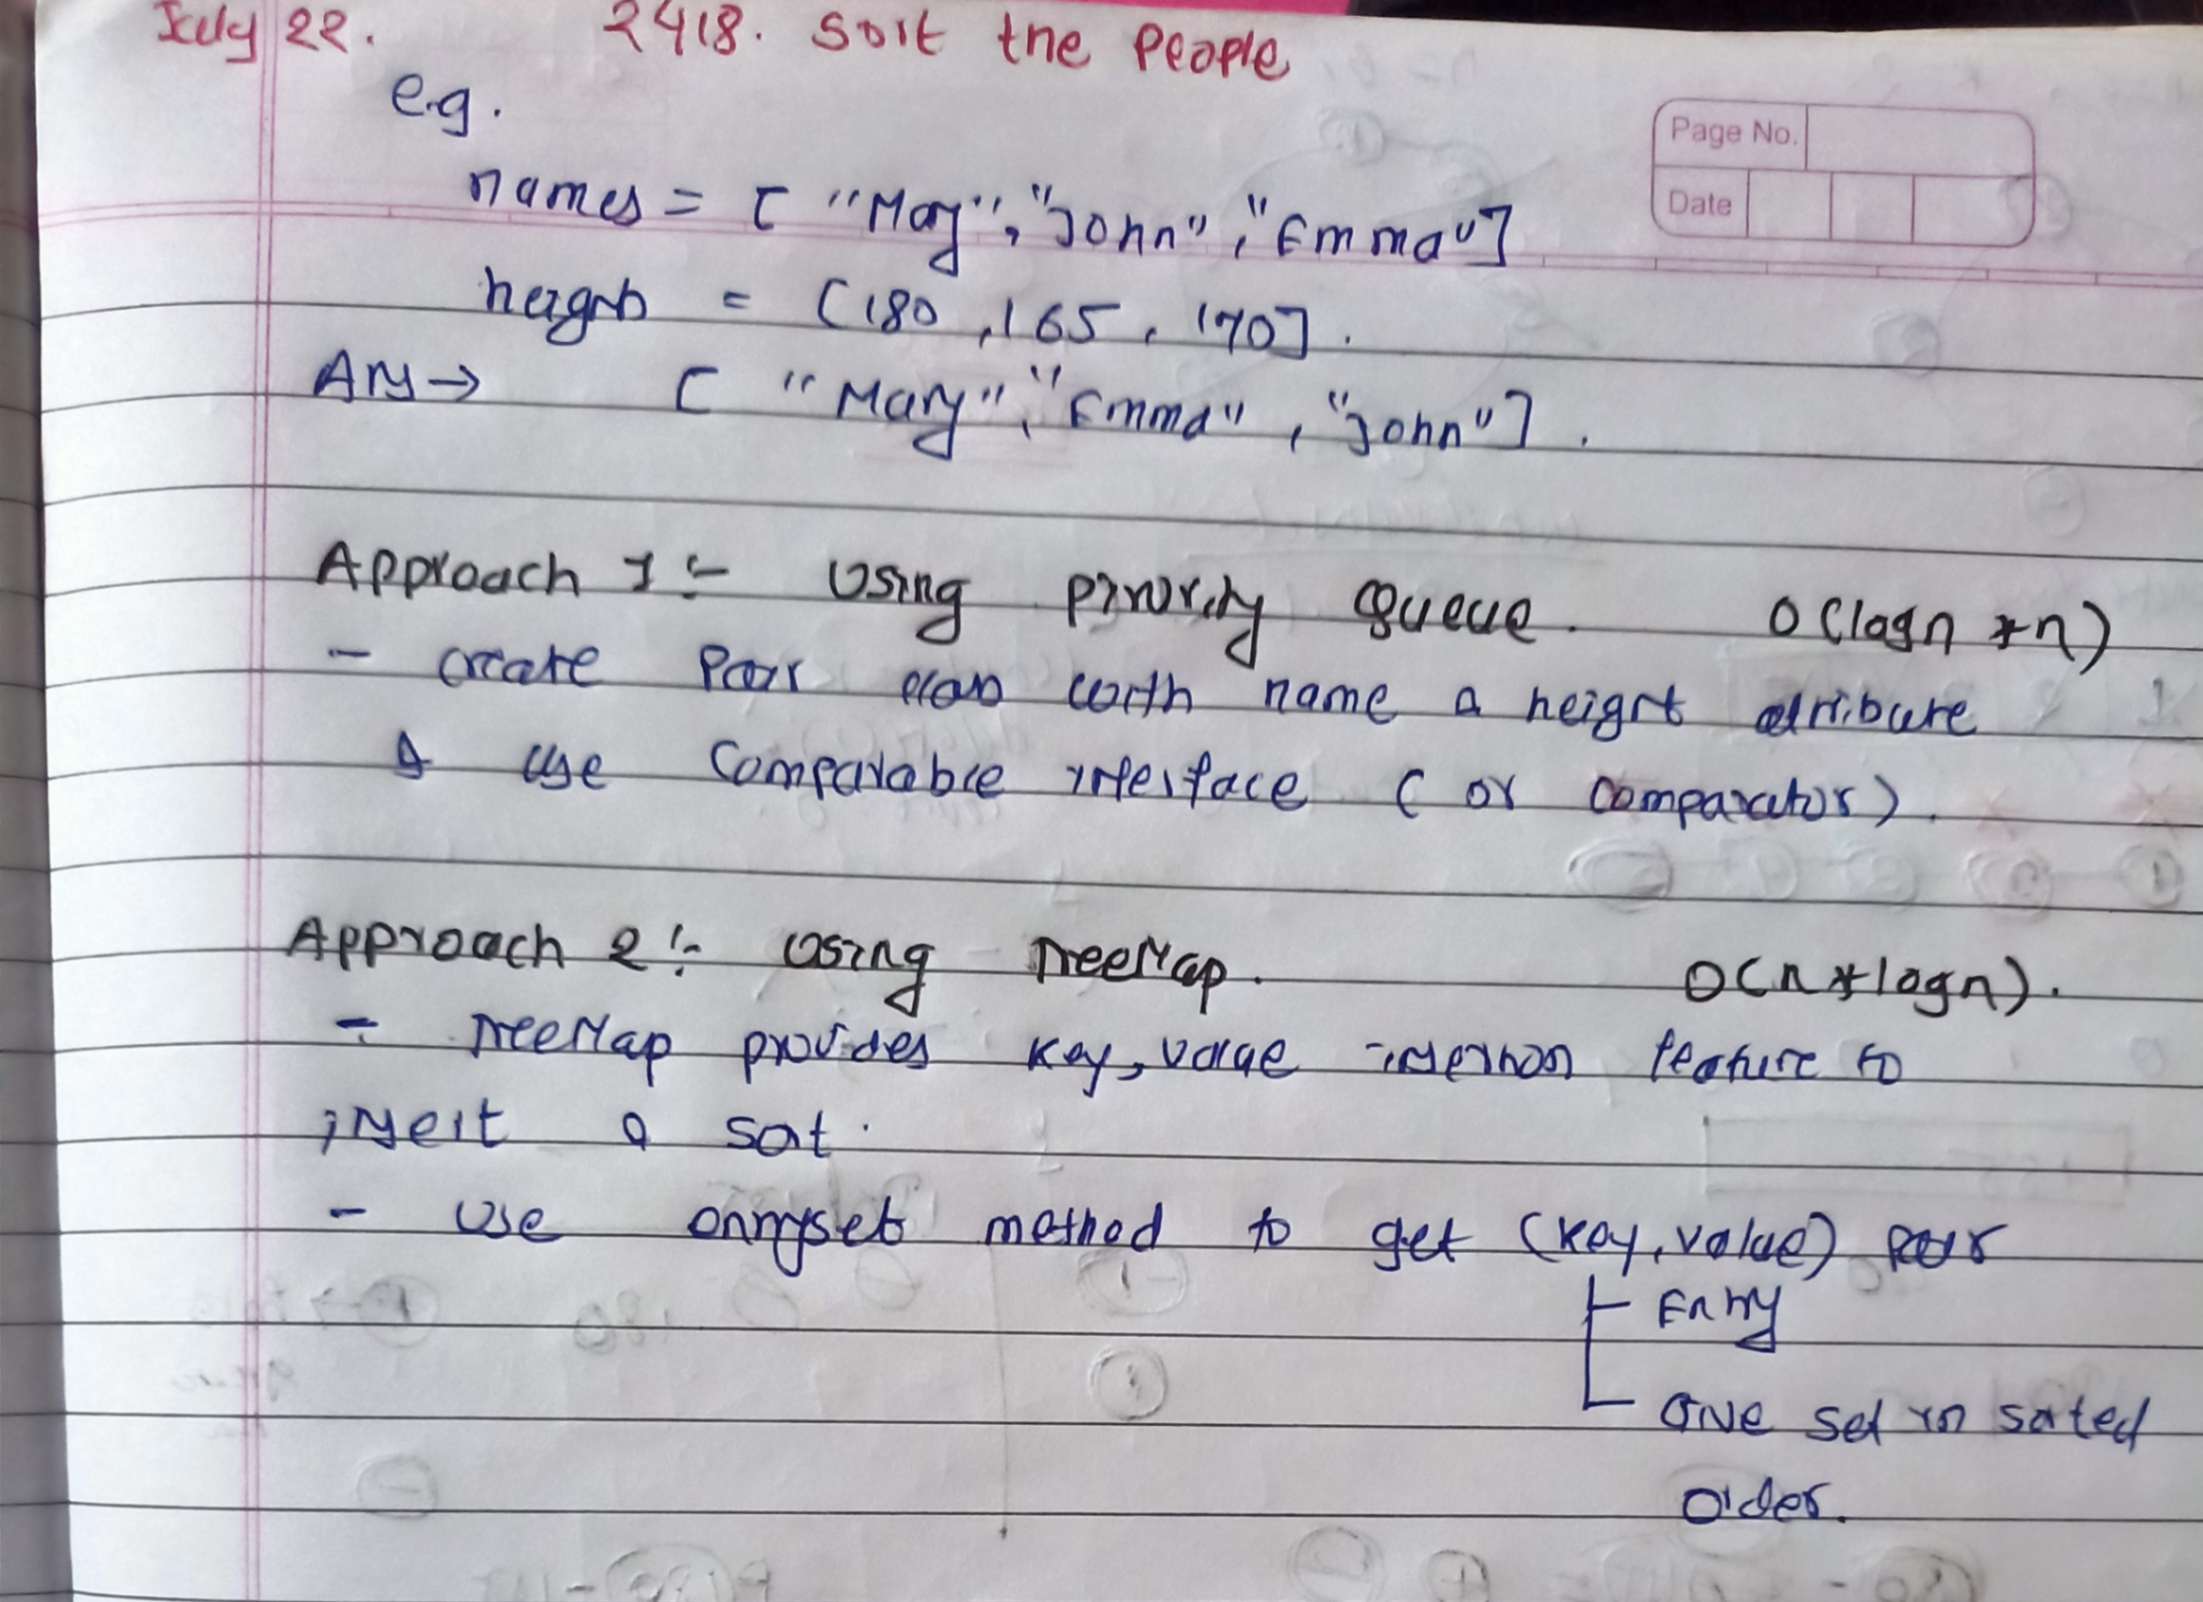 July 22. 2418. Sort the People
e.g.
Page No.
Date
names = [ "Mary", "John", "Emma"]
heights = [180, 165, 170].
Ans → [ "Mary", "Emma", "John"].
Approach 1 :- Using priority Queue. O(logn *n)
- create Pair class with name & height attribute
& use Comparable interface ( or comparator).
Approach 2 :- Using TreeMap. O(n*logn).
- TreeMap provides key, value insertion feature to
insert & sort.
- Use entryset method to get (key, value) pair
Entry
Give set in sorted
order.